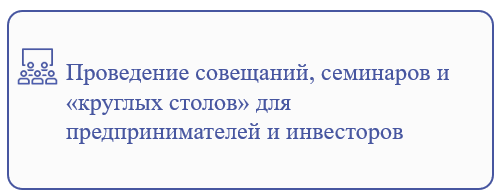 Проведение совещаний, семинаров и
«круглых столов» для
предпринимателей и инвесторов